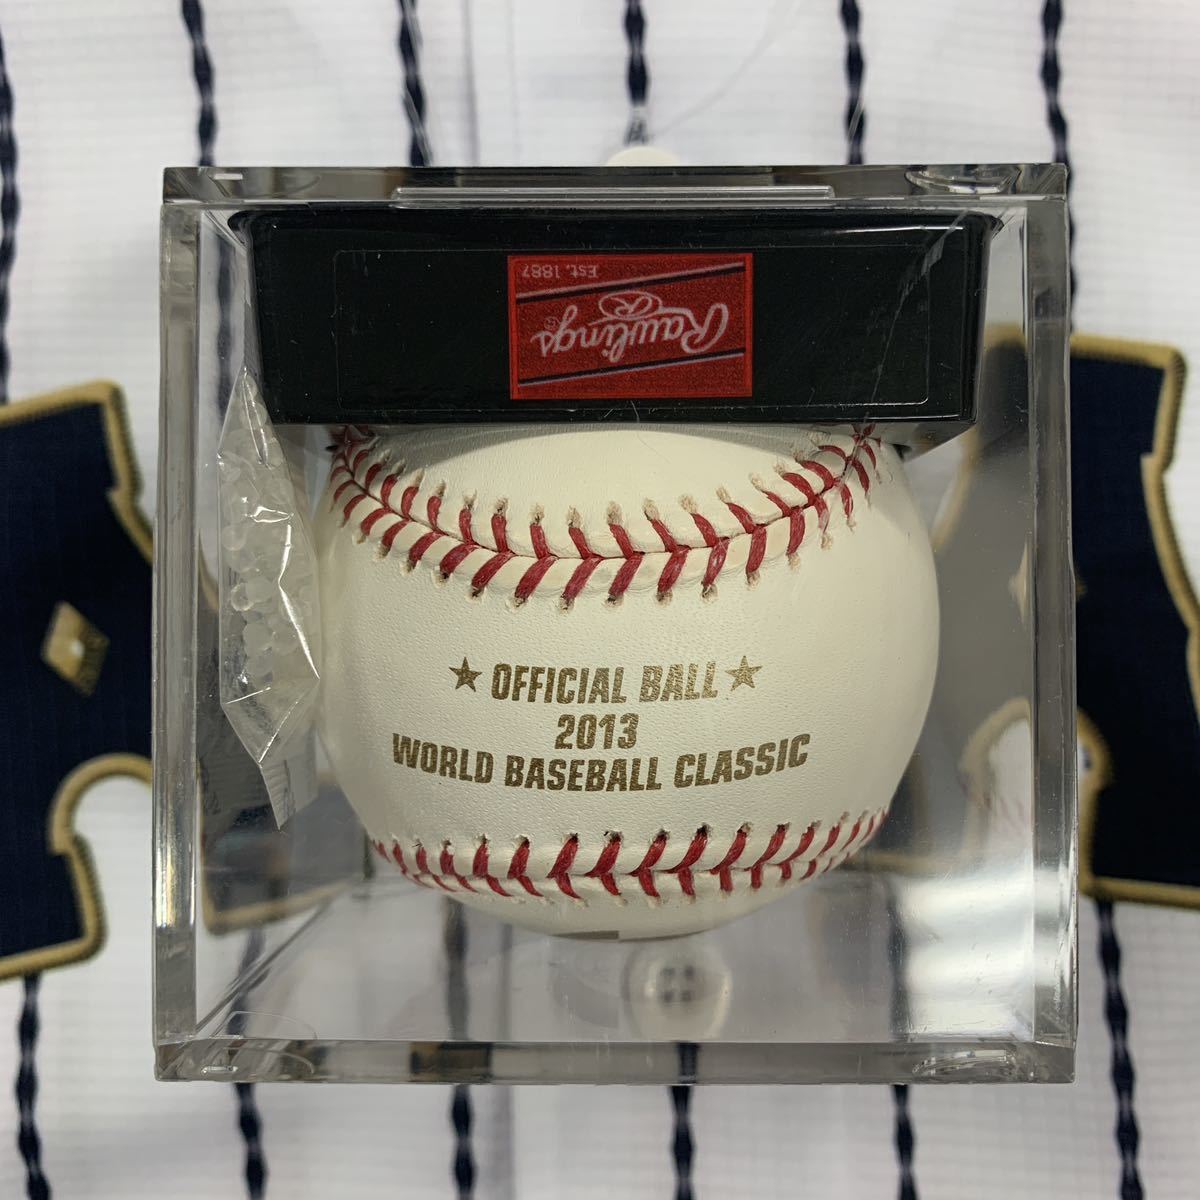 Rawlings
Est. 1887
★ OFFICIAL BALL ★
2013
WORLD BASEBALL CLASSIC